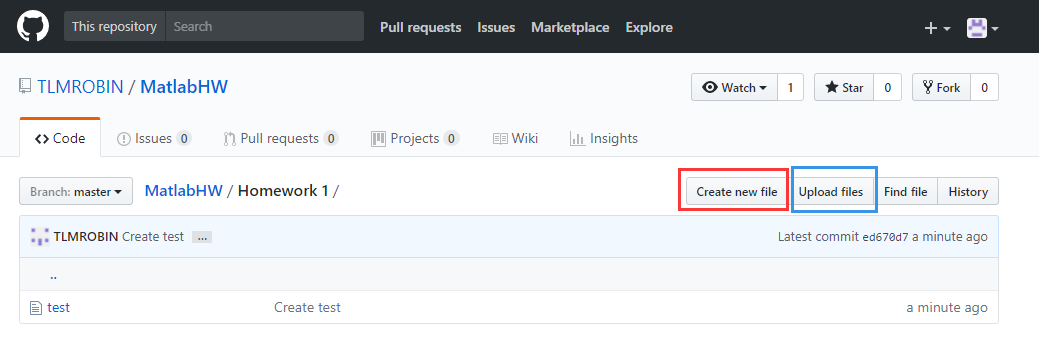 This repository Search Pull requests Issues Marketplace Explore
TLMROBIN / MatlabHW Watch 1 Star 0 Fork 0
Code Issues 0 Pull requests 0 Projects 0 Wiki Insights
Branch: master MatlabHW / Homework 1 / Create new file Upload files Find file History
TLMROBIN Create test ... Latest commit ed670d7 a minute ago
..
test Create test a minute ago